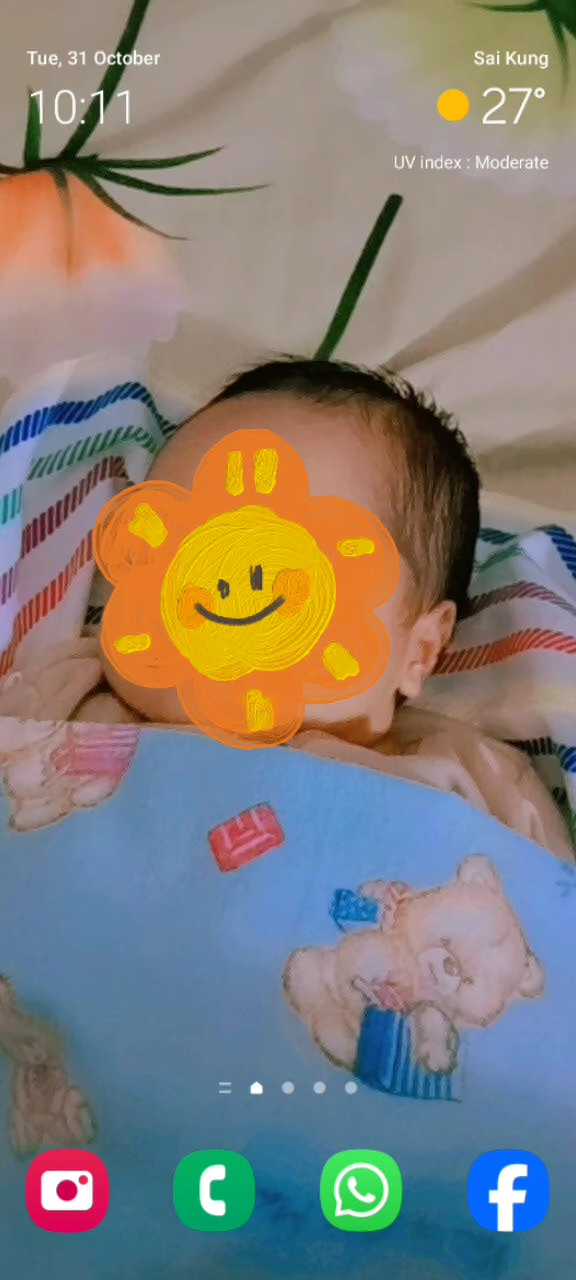 Tue, 31 October
10:11
Sai Kung
27°
UV index : Moderate